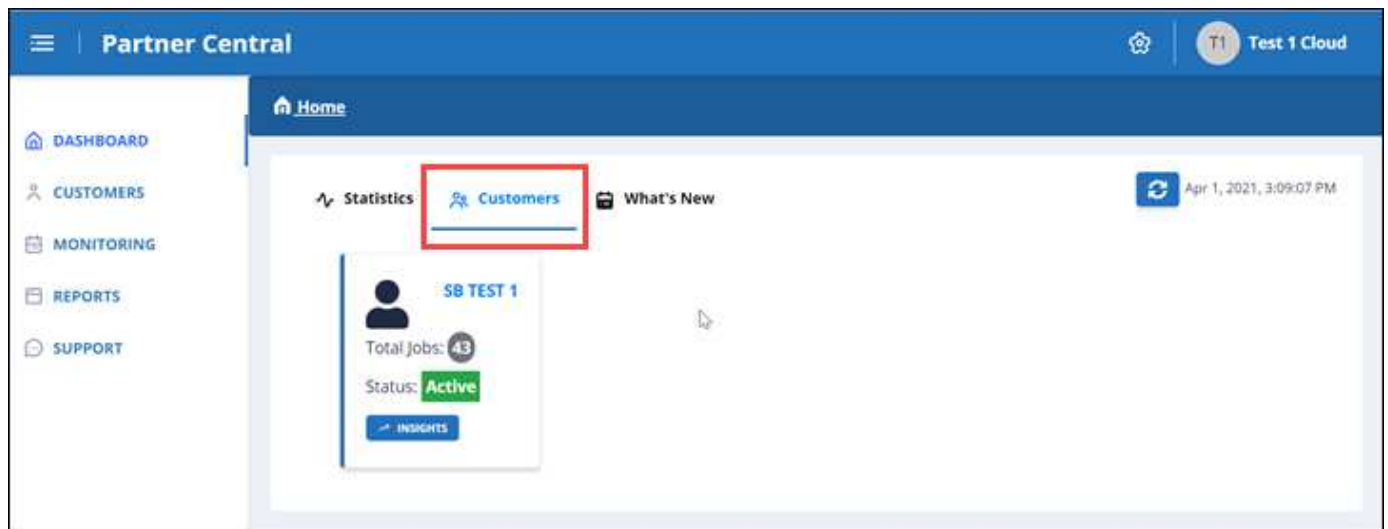 Partner Central
T1 Test 1 Cloud
Home
DASHBOARD
CUSTOMERS
MONITORING
REPORTS
SUPPORT
Statistics Customers What's New
Apr 1, 2021, 3:09:07 PM
SB TEST 1
Total Jobs: 43
Status: Active
INSIGHTS